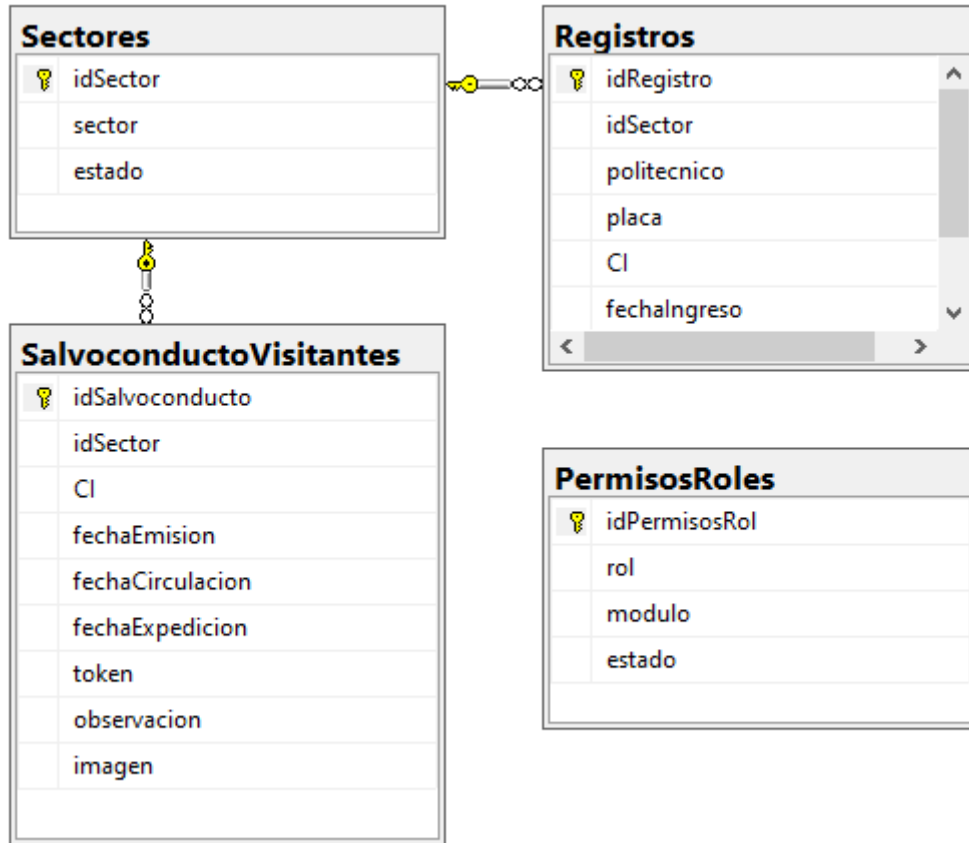 Sectores
idSector
sector
estado
Registros
idRegistro
idSector
politecnico
placa
CI
fechaIngreso
SalvoconductoVisitantes
idSalvoconducto
idSector
CI
fechaEmision
fechaCirculacion
fechaExpedicion
token
observacion
imagen
PermisosRoles
idPermisosRol
rol
modulo
estado